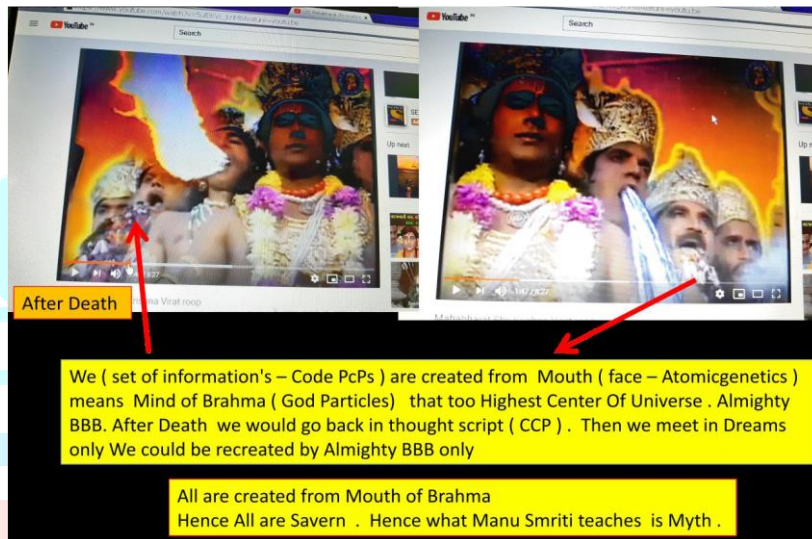 YouTube
Search
Up next
YouTube
Search
Up next
After Death
Virat roop
We ( set of information's – Code PcPs ) are created from Mouth ( face – Atomicgenetics )
means Mind of Brahma ( God Particles) that too Highest Center Of Universe . Almighty
BBB. After Death we would go back in thought script ( CCP ) . Then we meet in Dreams
only We could be recreated by Almighty BBB only
All are created from Mouth of Brahma
Hence All are Savern . Hence what Manu Smriti teaches is Myth .